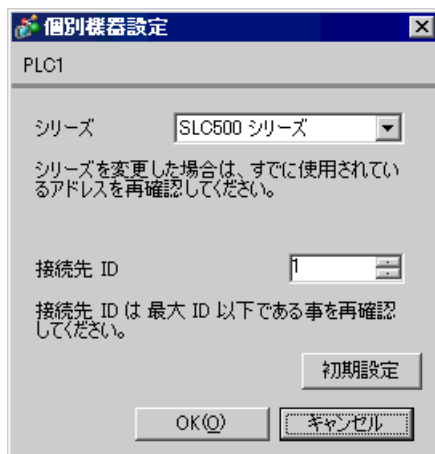 個別機器設定
PLC1
シリーズ
SLC500 シリーズ
シリーズを変更した場合は、すでに使用されてい
るアドレスを再確認してください。
接続先 ID
1
接続先 ID は 最大 ID 以下である事を再確認
してください。
初期設定
OK(O)
キャンセル